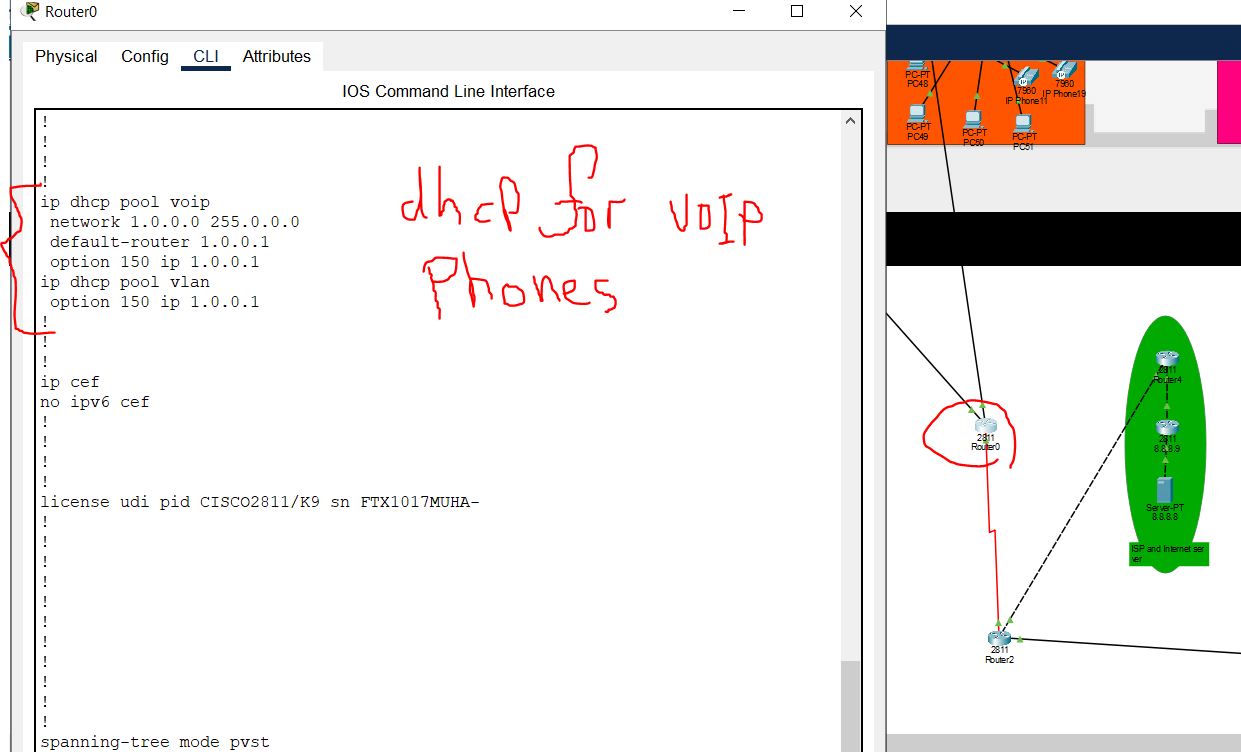 Router0
Physical Config CLI Attributes
IOS Command Line Interface
!
!
!
!
ip dhcp pool voip
network 1.0.0.0 255.0.0.0
default-router 1.0.0.1
option 150 ip 1.0.0.1
ip dhcp pool vlan
option 150 ip 1.0.0.1
!
!
!
ip cef
no ipv6 cef
!
!
!
!
license udi pid CISCO2811/K9 sn FTX1017MUHA-
!
!
!
!
!
!
!
!
!
!
!
spanning-tree mode pvst
dhcp for VOIP
Phones
PC-PT
PC48
7960
IP Phone11
7960
IP Phone19
PC-PT
PC49
PC-PT
PC50
PC-PT
PC51
2811
Router0
2811
Router4
2811
8.8.8.9
Server-PT
8.8.8.8
ISP and Internet ser
ver
2811
Router2